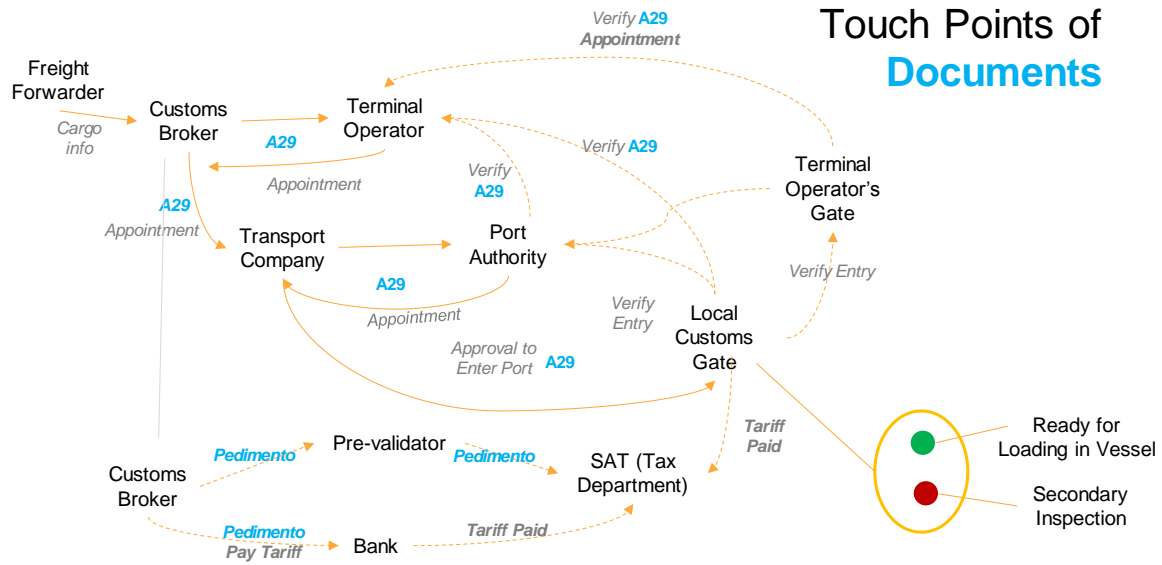 Touch Points of
Documents
Verify A29
Appointment
Freight
Forwarder
Cargo
info
Customs
Broker
A29
Terminal
Operator
Appointment
A29
Appointment
Verify
A29
Verify A29
Terminal
Operator's
Gate
Transport
Company
A29
Port
Authority
Appointment
Verify Entry
Verify
Entry
Local
Customs
Gate
Approval to
Enter Port A29
Tariff
Paid
Ready for
Loading in Vessel
Secondary
Inspection
Customs
Broker
Pedimento
Pre-validator
Pedimento
SAT (Tax
Department)
Pedimento
Pay Tariff
Bank
Tariff Paid